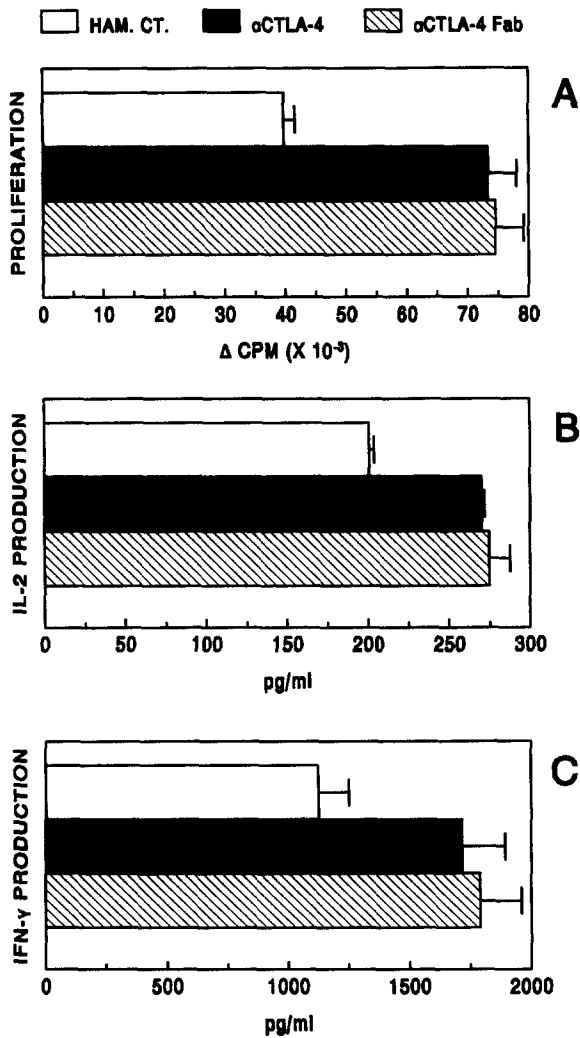 HAM. CT. αCTLA-4 αCTLA-4 Fab
A
PROLIFERATION
0 10 20 30 40 50 60 70 80
Δ CPM (X 10⁻³)
B
IL-2 PRODUCTION
0 50 100 150 200 250 300
pg/ml
C
IFN-γ PRODUCTION
0 500 1000 1500 2000
pg/ml